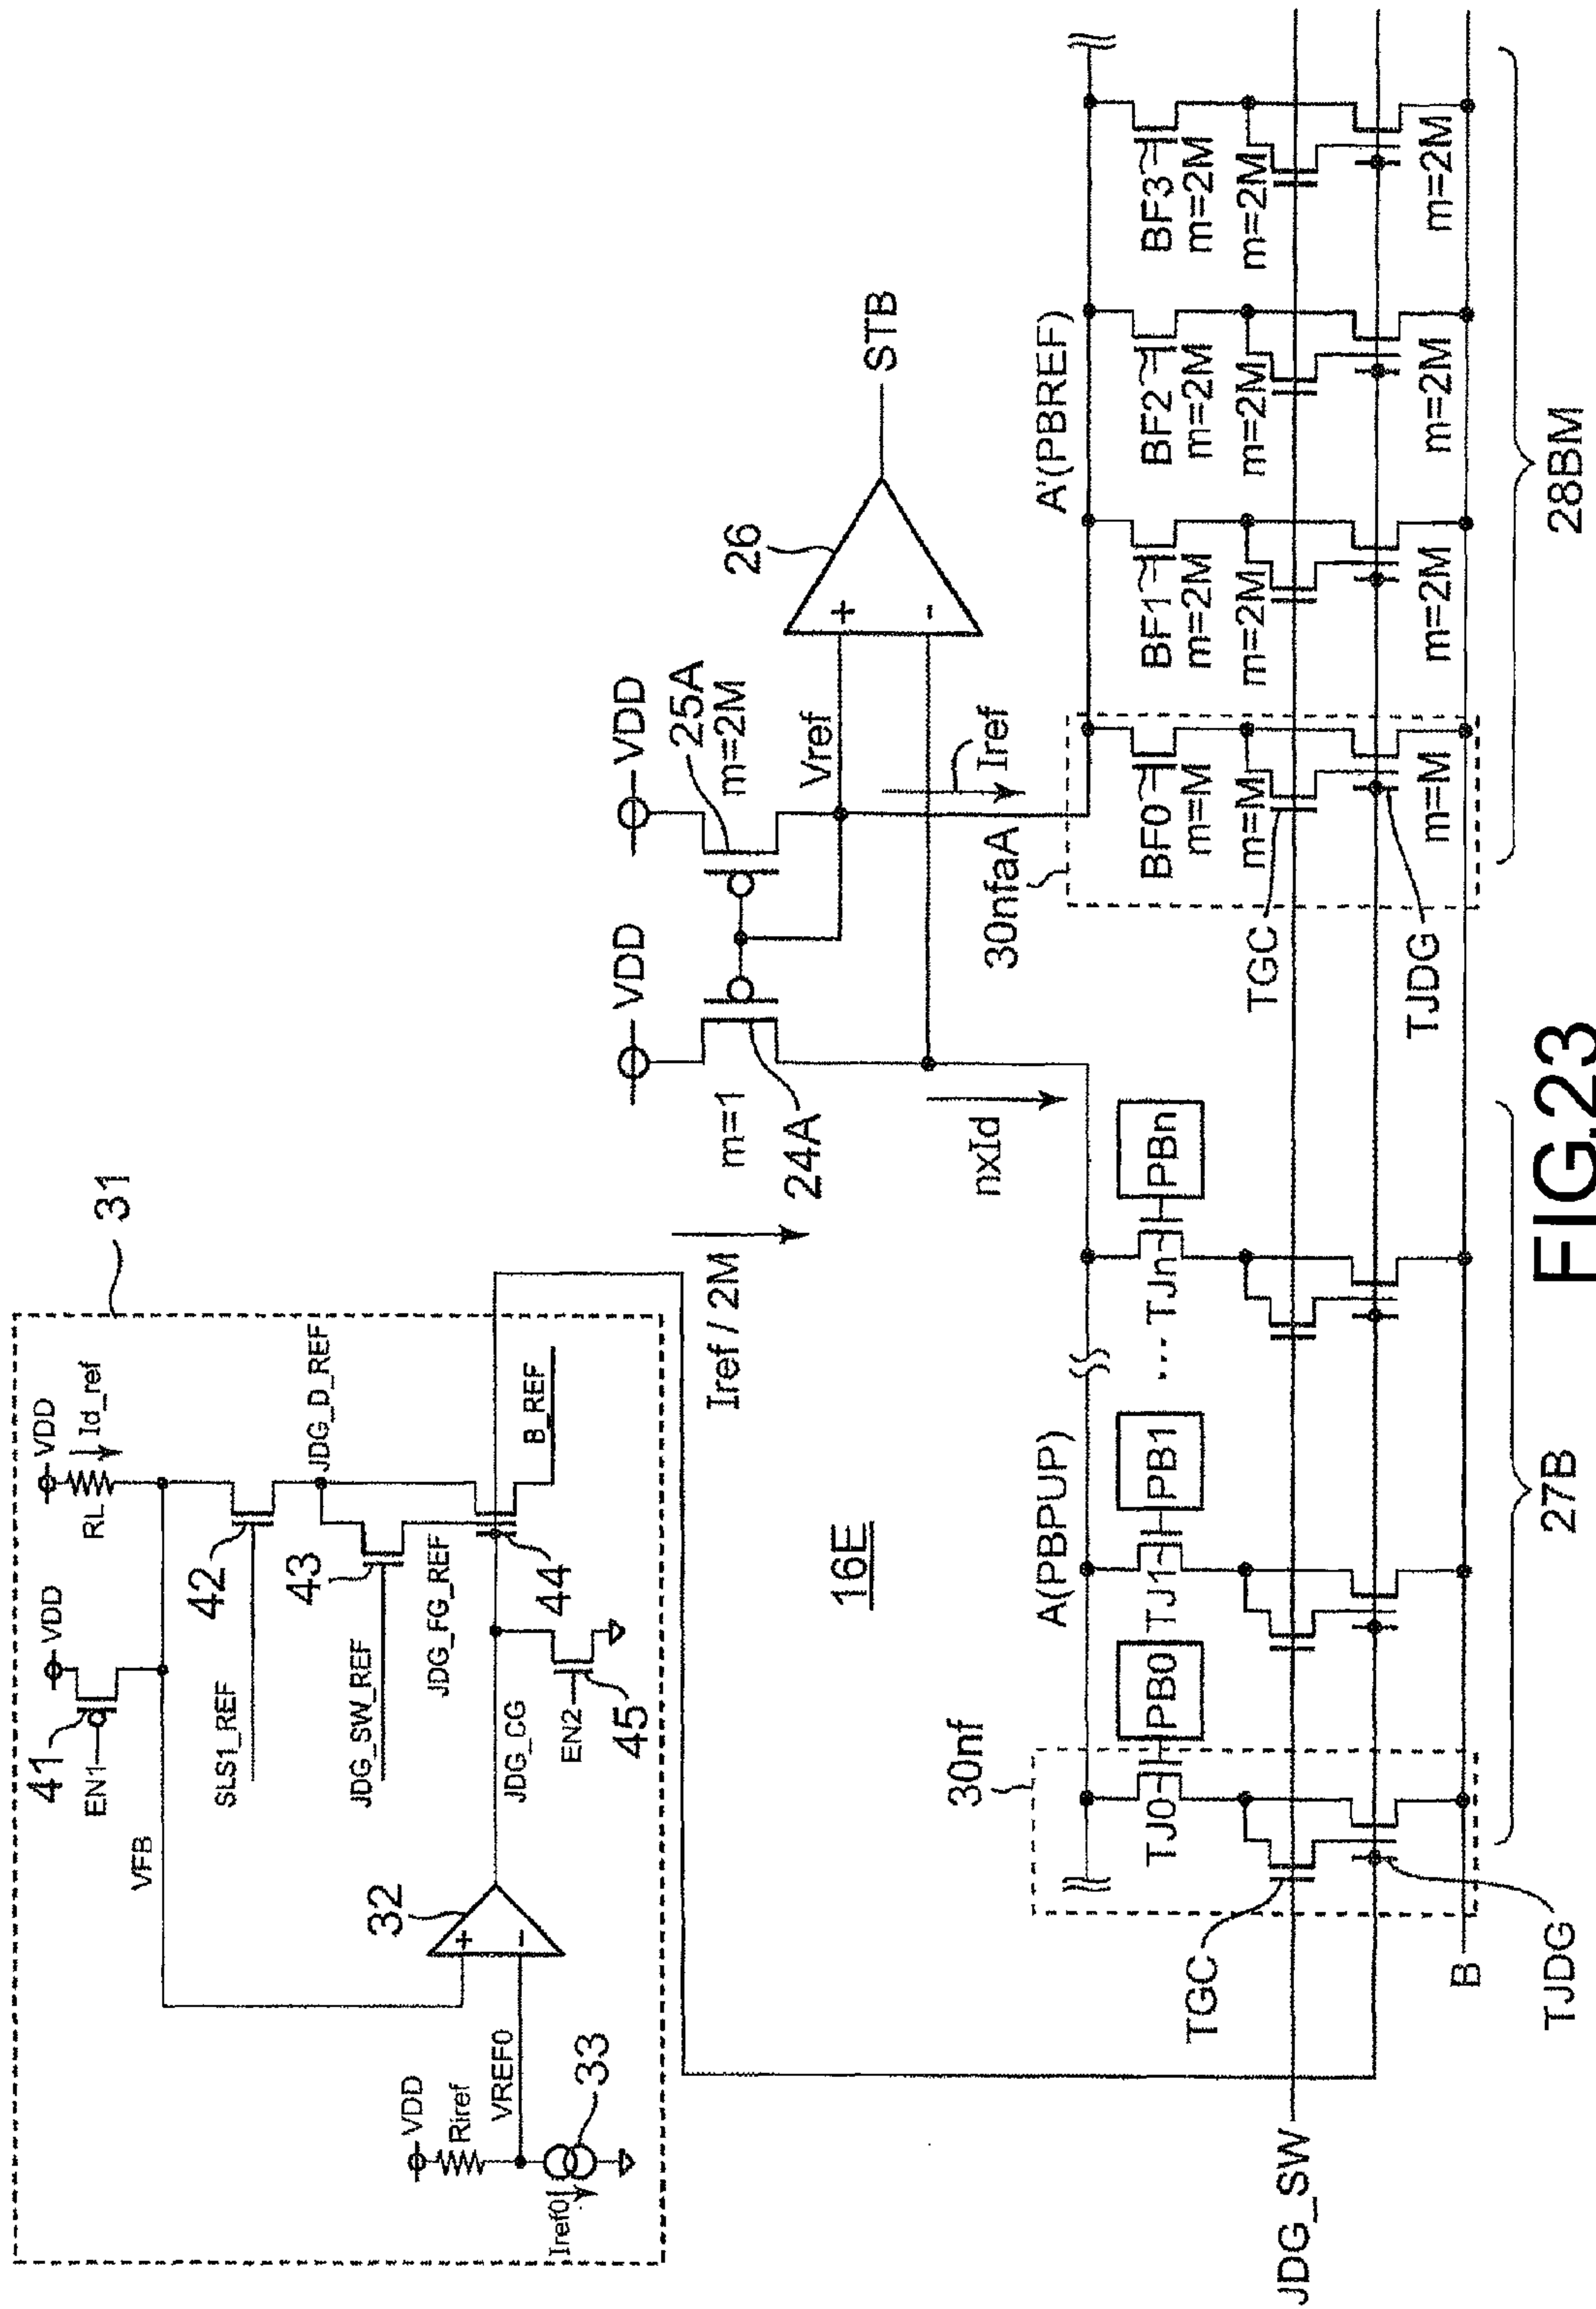 31
VDD
RL
Id_ref
VDD
41
EN1
VFB
42
SLS1_REF
JDG_D_REF
43
JDG_SW_REF
JDG_FG_REF
44
B_REF
32
+
-
JDG_CG
EN2
45
VDD
Riref
VREF0
33
Iref0
16E
Iref / 2M
VDD
VDD
m=1
24A
25A
m=2M
Vref
26
+
-
STB
nxId
Iref
A(PBPUP)
A'(PBREF)
30nf
30nfaA
TJ0
PB0
TJ1
PB1
...
TJn
PBn
BF0
m=M
m=M
m=M
BF1
m=2M
m=2M
m=2M
BF2
m=2M
m=2M
m=2M
BF3
m=2M
m=2M
m=2M
TGC
TGC
JDG_SW
B
TJDG
TJDG
27B
28BM
FIG.23